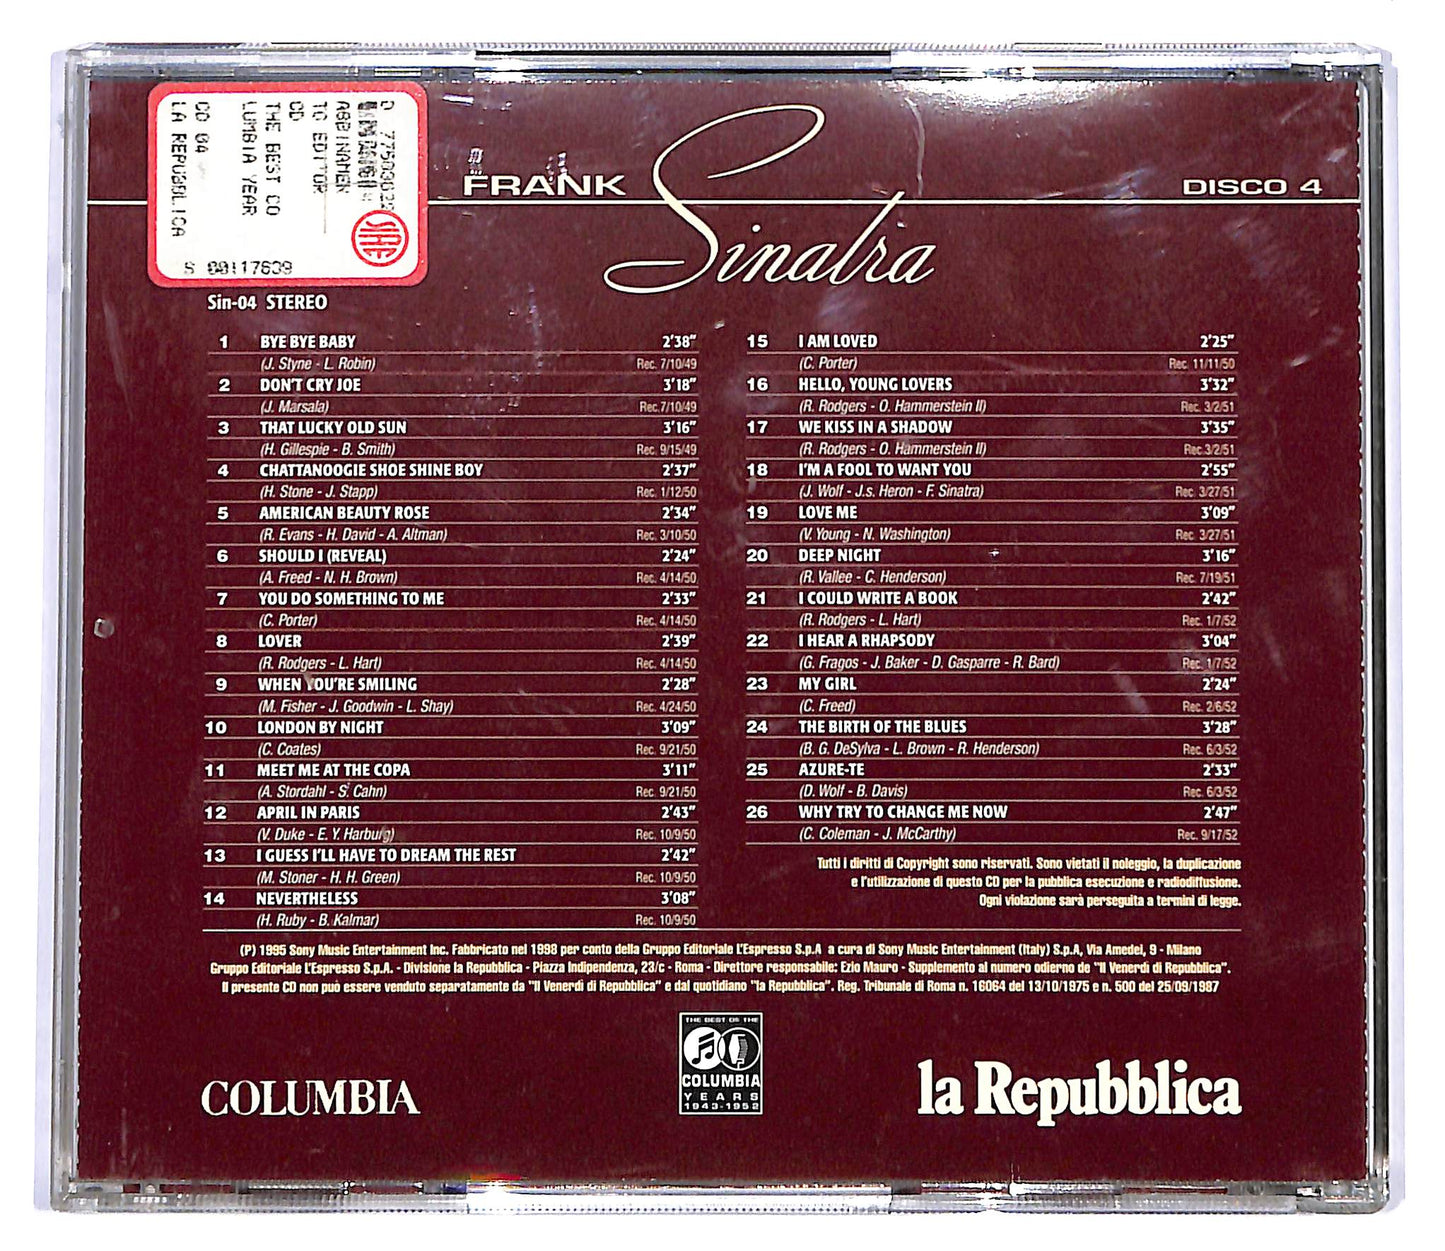 FRANK
Sinatra
DISCO 4
TO EDITOR
CD
THE BEST CO
LUMBIA YEAR
CD 04
LA REPUBBLICA
SIAE
S 00117639
Sin-04 STEREO
1 BYE BYE BABY 2'38"
(J. Styne - L. Robin) Rec. 7/10/49
2 DON'T CRY JOE 3'18"
(J. Marsala) Rec.7/10/49
3 THAT LUCKY OLD SUN 3'16"
(H. Gillespie - B. Smith) Rec. 9/15/49
4 CHATTANOOGIE SHOE SHINE BOY 2'37"
(H. Stone - J. Stapp) Rec. 1/12/50
5 AMERICAN BEAUTY ROSE 2'34"
(R. Evans - H. David - A. Altman) Rec. 3/10/50
6 SHOULD I (REVEAL) 2'24"
(A. Freed - N. H. Brown) Rec. 4/14/50
7 YOU DO SOMETHING TO ME 2'33"
(C. Porter) Rec. 4/14/50
8 LOVER 2'39"
(R. Rodgers - L. Hart) Rec. 4/14/50
9 WHEN YOU'RE SMILING 2'28"
(M. Fisher - J. Goodwin - L. Shay) Rec. 4/24/50
10 LONDON BY NIGHT 3'09"
(C. Coates) Rec. 9/21/50
11 MEET ME AT THE COPA 3'11"
(A. Stordahl - S. Cahn) Rec. 9/21/50
12 APRIL IN PARIS 2'43"
(V. Duke - E. Y. Harburg) Rec. 10/9/50
13 I GUESS I'LL HAVE TO DREAM THE REST 2'42"
(M. Stoner - H. H. Green) Rec. 10/9/50
14 NEVERTHELESS 3'08"
(H. Ruby - B. Kalmar) Rec. 10/9/50
15 I AM LOVED 2'25"
(C. Porter) Rec. 11/11/50
16 HELLO, YOUNG LOVERS 3'32"
(R. Rodgers - O. Hammerstein II) Rec. 3/2/51
17 WE KISS IN A SHADOW 3'35"
(R. Rodgers - O. Hammerstein II) Rec.3/2/51
18 I'M A FOOL TO WANT YOU 2'55"
(J. Wolf - J.s. Heron - F. Sinatra) Rec. 3/27/51
19 LOVE ME 3'09"
(V. Young - N. Washington) Rec. 3/27/51
20 DEEP NIGHT 3'16"
(R. Vallee - C. Henderson) Rec. 7/19/51
21 I COULD WRITE A BOOK 2'42"
(R. Rodgers - L. Hart) Rec. 1/7/52
22 I HEAR A RHAPSODY 3'04"
(G. Fragos - J. Baker - D. Gasparre - R. Bard) Rec. 1/7/52
23 MY GIRL 2'24"
(C. Freed) Rec. 2/6/52
24 THE BIRTH OF THE BLUES 3'28"
(B. G. DeSylva - L. Brown - R. Henderson) Rec. 6/3/52
25 AZURE-TE 2'33"
(D. Wolf - B. Davis) Rec. 6/3/52
26 WHY TRY TO CHANGE ME NOW 2'47"
(C. Coleman - J. McCarthy) Rec. 9/17/52
Tutti i diritti di Copyright sono riservati. Sono vietati il noleggio, la duplicazione
e l'utilizzazione di questo CD per la pubblica esecuzione e radiodiffusione.
Ogni violazione sarà perseguita a termini di legge.
(P) 1995 Sony Music Entertainment Inc. Fabbricato nel 1998 per conto della Gruppo Editoriale L'Espresso S.p.A a cura di Sony Music Entertainment (Italy) S.p.A, Via Amedei, 9 - Milano
Gruppo Editoriale L'Espresso S.p.A. - Divisione la Repubblica - Piazza Indipendenza, 23/c - Roma - Direttore responsabile: Ezio Mauro - Supplemento al numero odierno de "Il Venerdì di Repubblica".
Il presente CD non può essere venduto separatamente da "Il Venerdì di Repubblica" e dal quotidiano "la Repubblica". Reg. Tribunale di Roma n. 16064 del 13/10/1975 e n. 500 del 25/09/1987
COLUMBIA
THE BEST OF THE
COLUMBIA
YEARS
1943-1952
la Repubblica